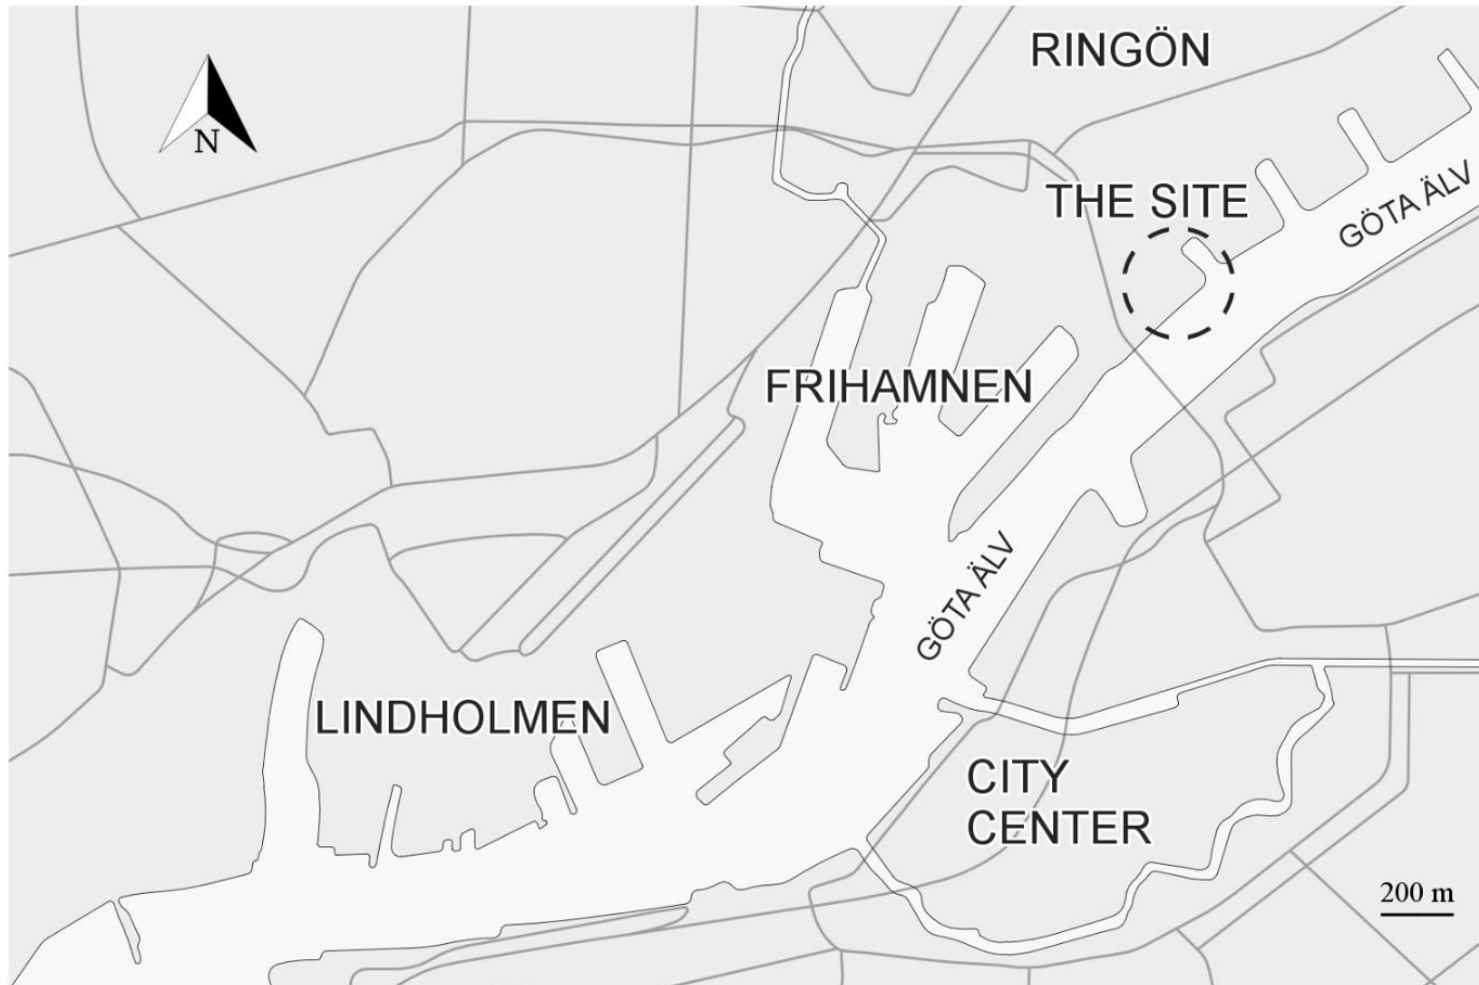 RINGÖN
N
THE SITE
GÖTA ÄLV
FRIHAMNEN
GÖTA ÄLV
LINDHOLMEN
CITY
CENTER
200 m